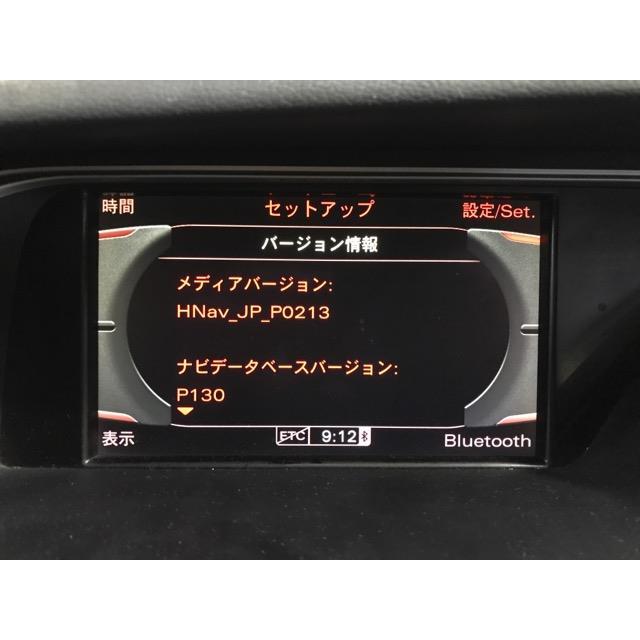 時間
セットアップ
設定/Set.
バージョン情報
メディアバージョン:
HNav_JP_P0213
ナビデータベースバージョン:
P130
表示
ETC 9:12
Bluetooth